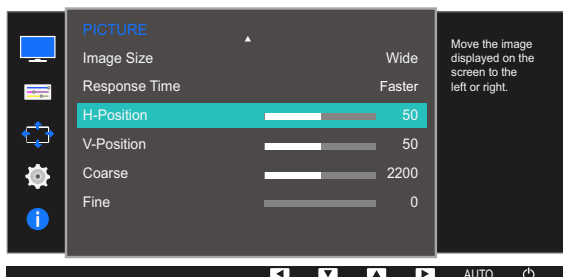 PICTURE
Image Size Wide
Response Time Faster
H-Position 50
V-Position 50
Coarse 2200
Fine 0
Move the image
displayed on the
screen to the
left or right.
AUTO